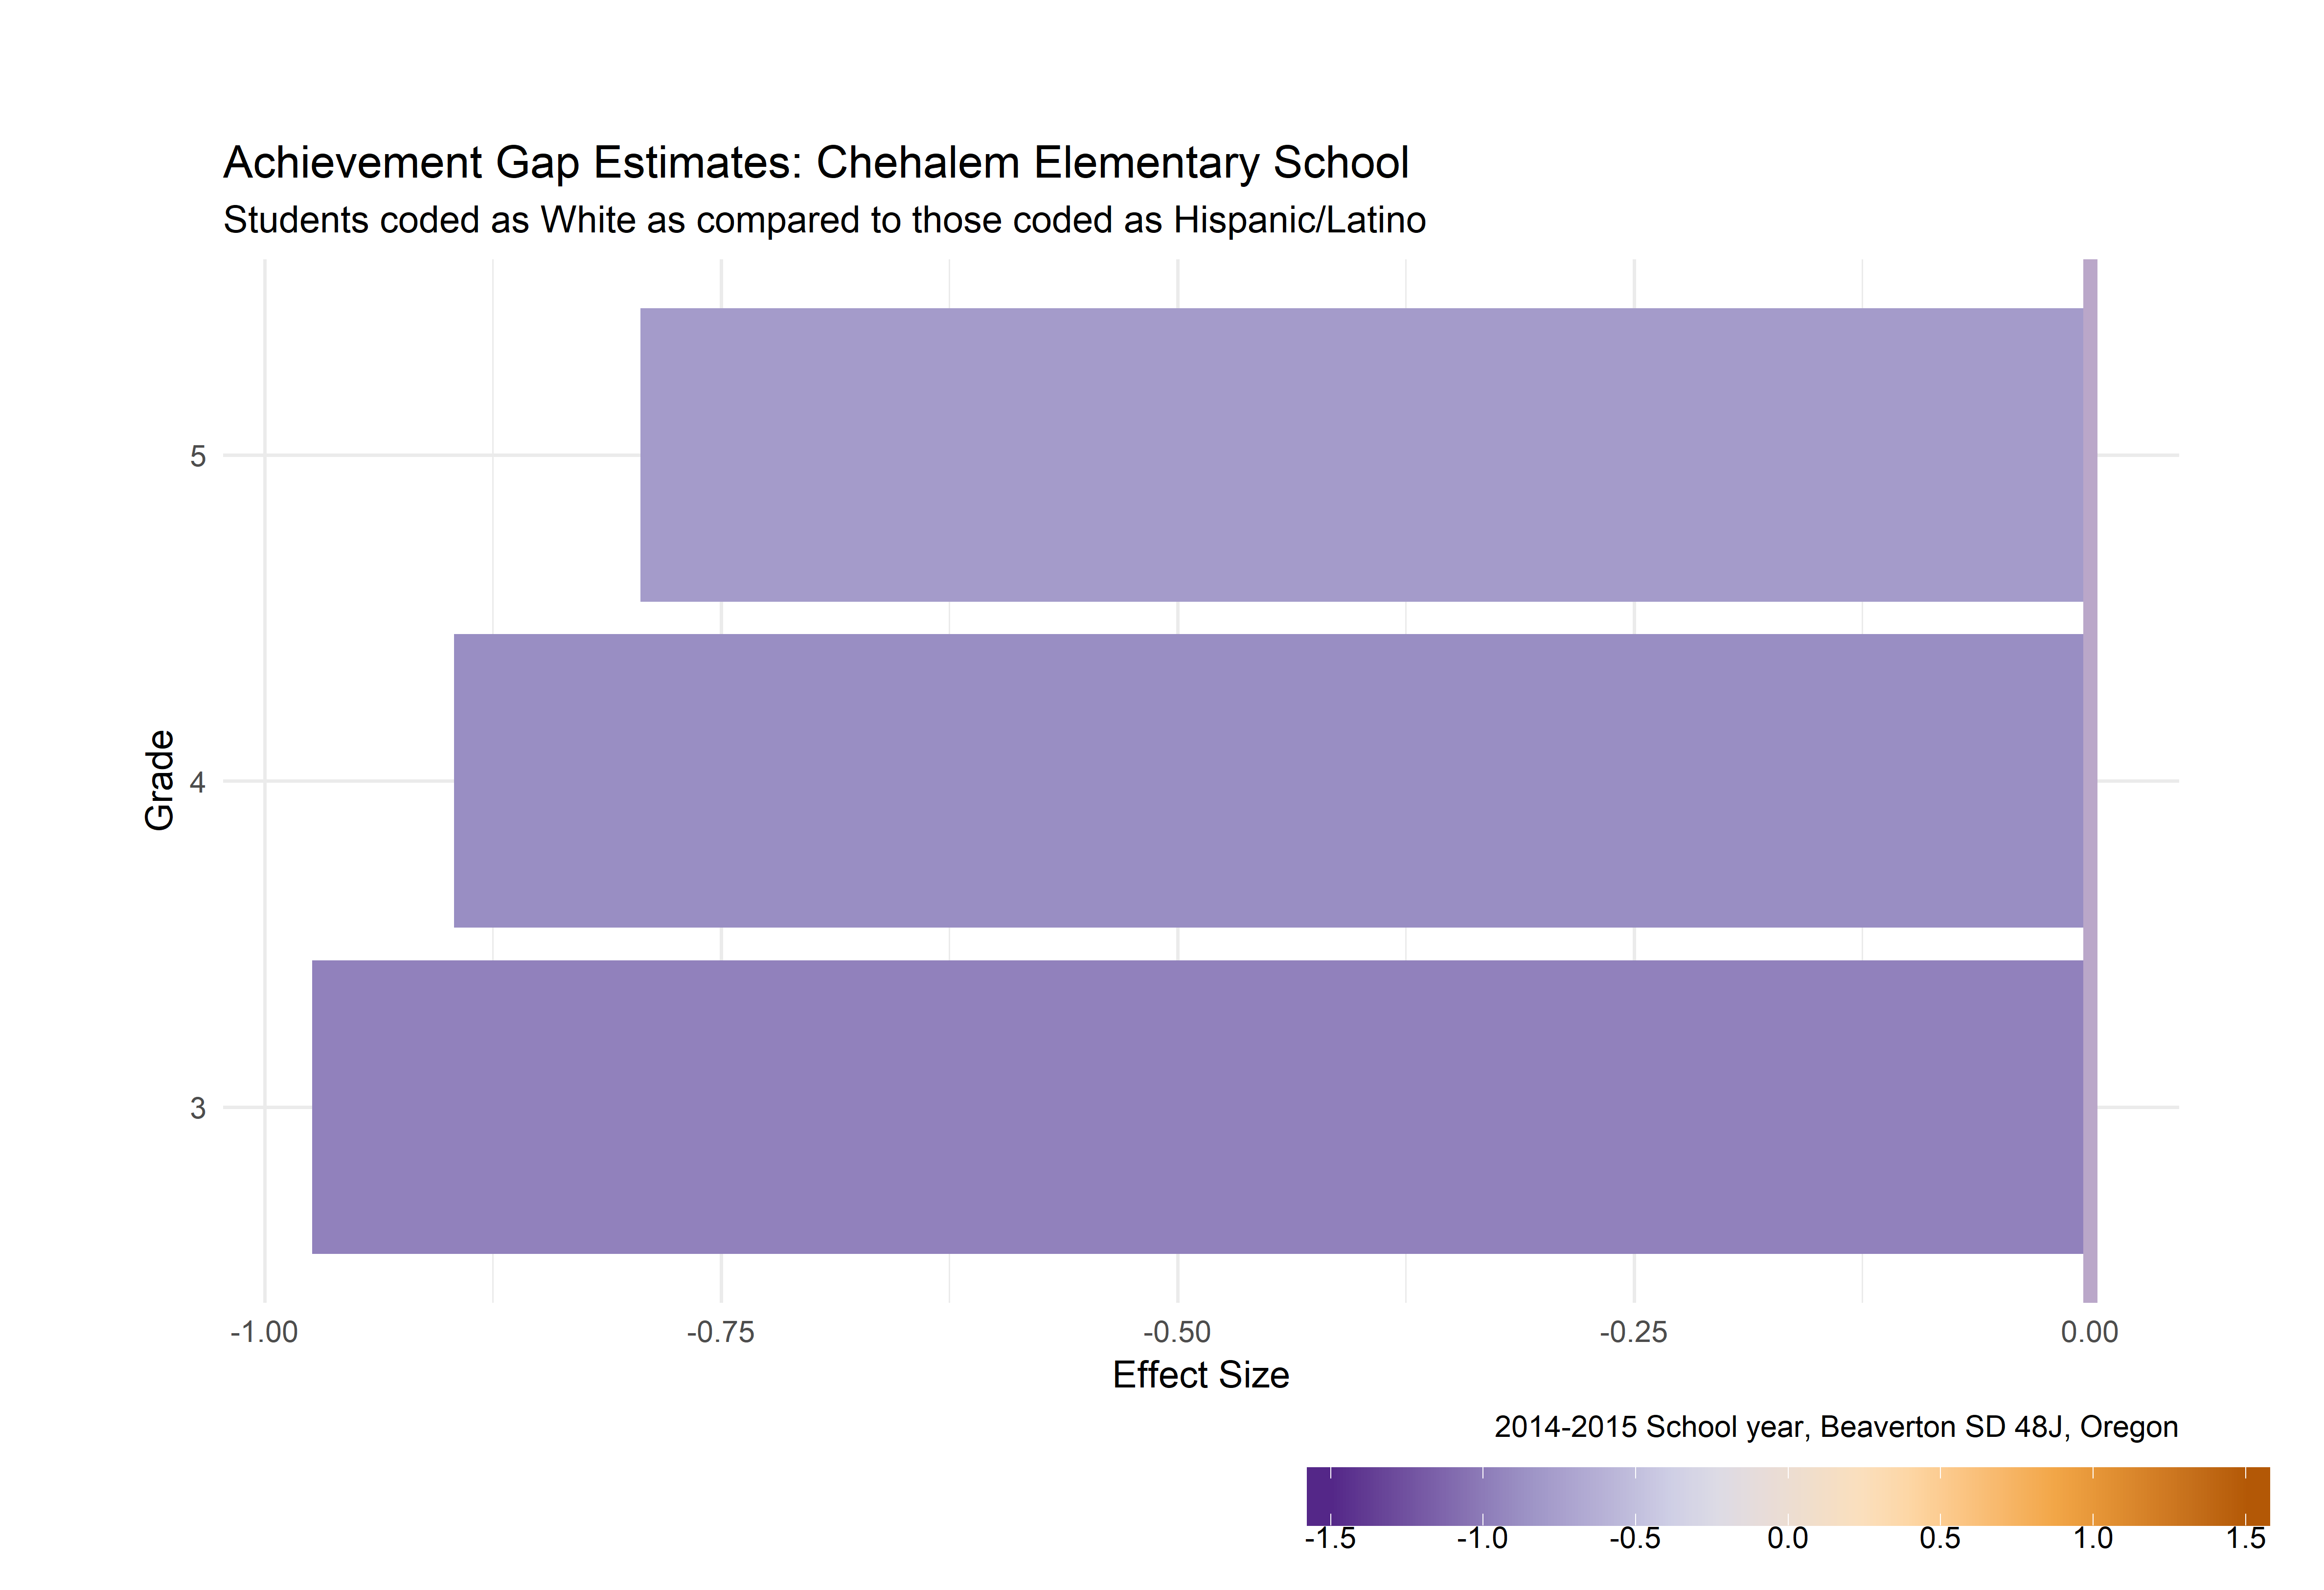 Achievement Gap Estimates: Chehalem Elementary School
Students coded as White as compared to those coded as Hispanic/Latino
5
4
3
Grade
-1.00 -0.75 -0.50 -0.25 0.00
Effect Size
2014-2015 School year, Beaverton SD 48J, Oregon
-1.5 -1.0 -0.5 0.0 0.5 1.0 1.5